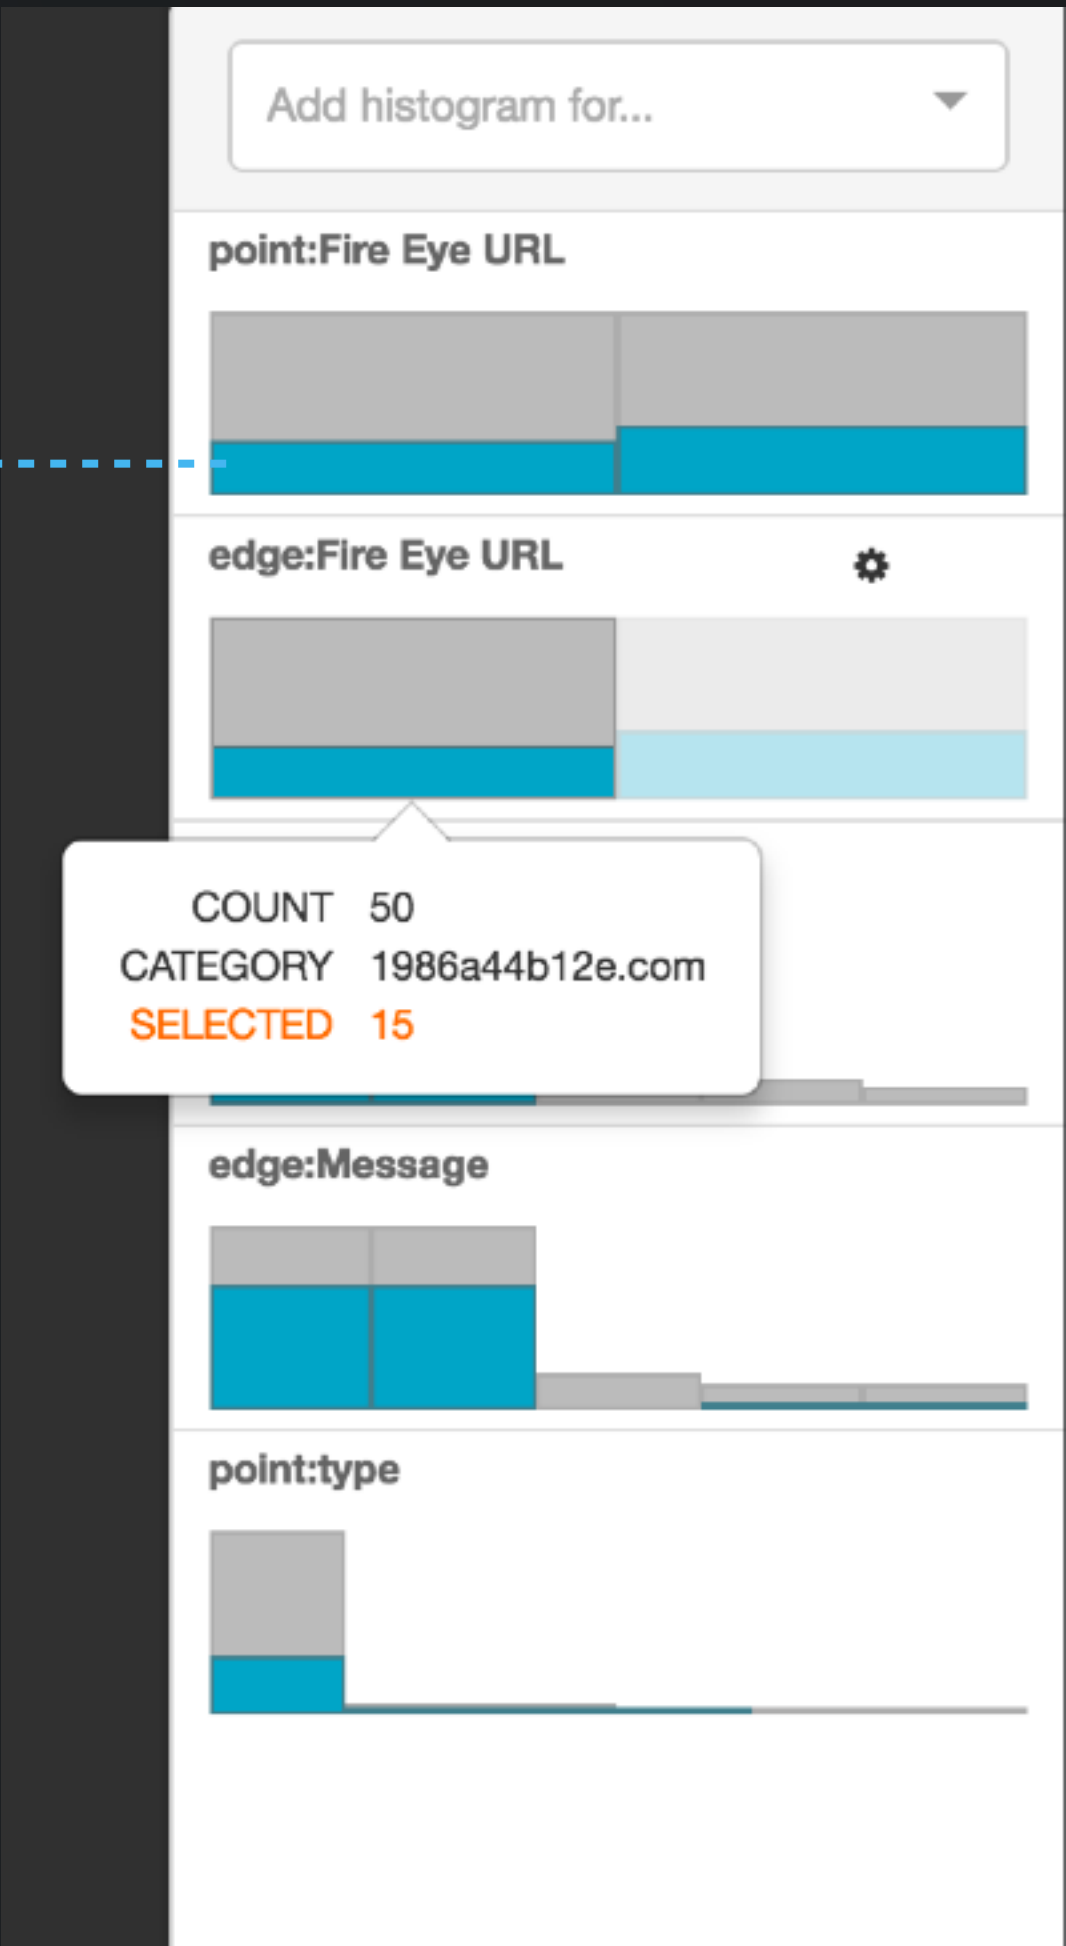 Add histogram for...
point:Fire Eye URL
edge:Fire Eye URL
COUNT 50
CATEGORY 1986a44b12e.com
SELECTED 15
edge:Message
point:type